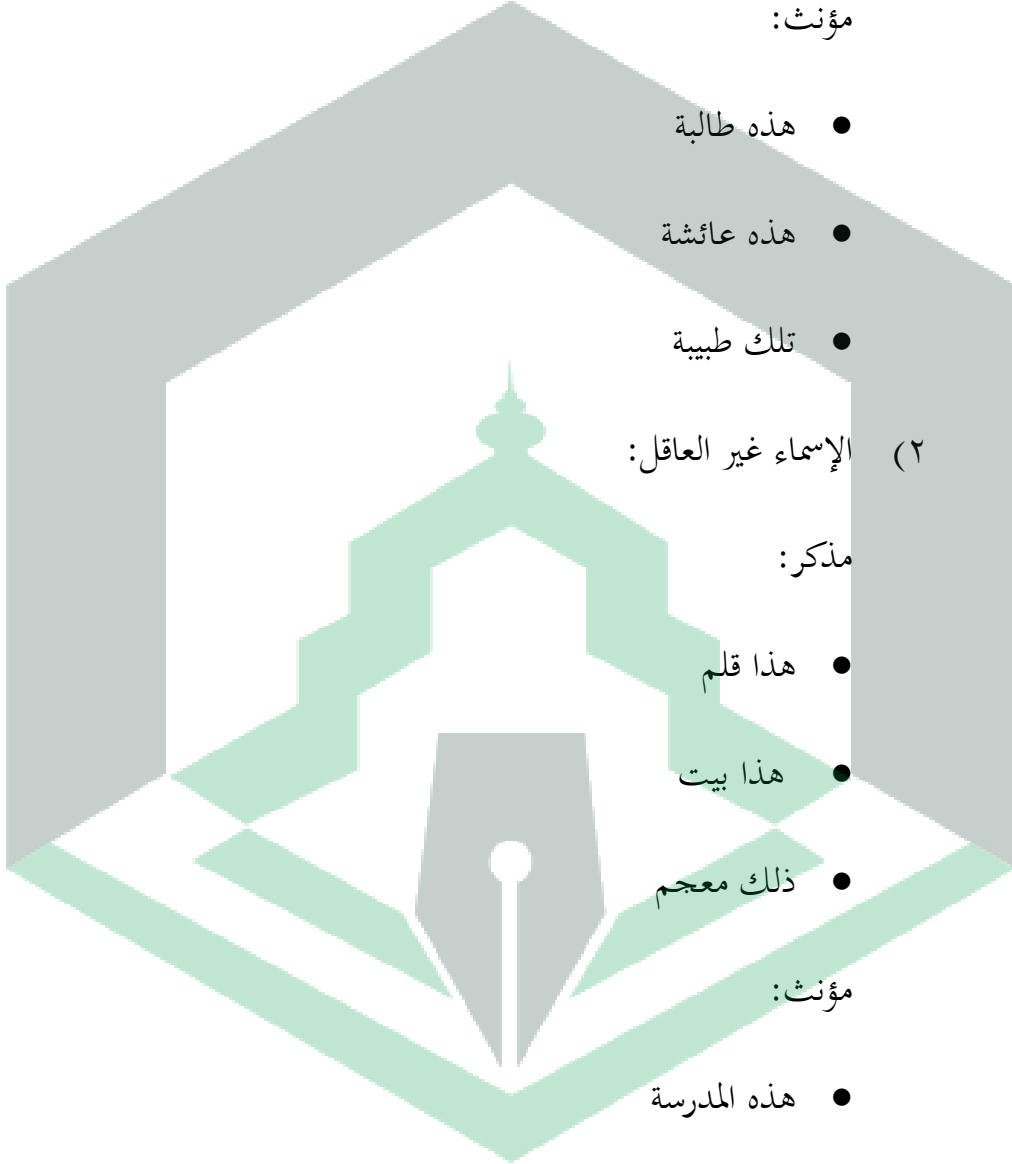 مؤنث:
● هذه طالبة
● هذه عائشة
● تلك طبيبة
٢) الإسماء غير العاقل:
مذكر:
● هذا قلم
● هذا بيت
● ذلك معجم
مؤنث:
● هذه المدرسة